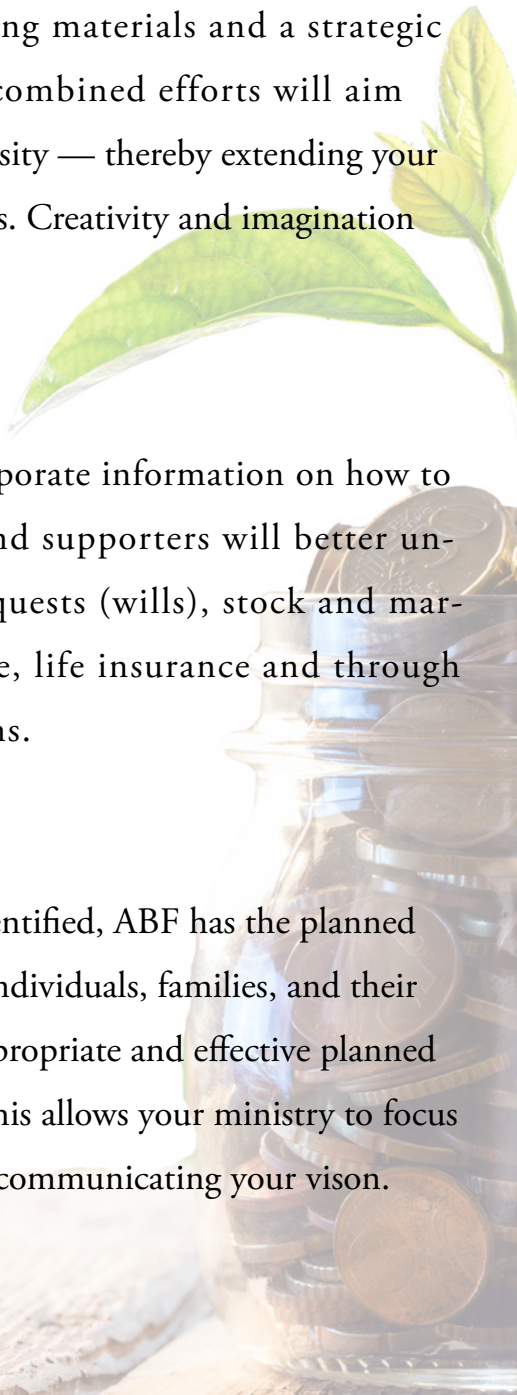 ng materials and a strategic
combined efforts will aim
sity — thereby extending your
s. Creativity and imagination
porate information on how to
nd supporters will better un-
quests (wills), stock and mar-
e, life insurance and through
ns.
entified, ABF has the planned
ndividuals, families, and their
propriate and effective planned
his allows your ministry to focus
communicating your vison.